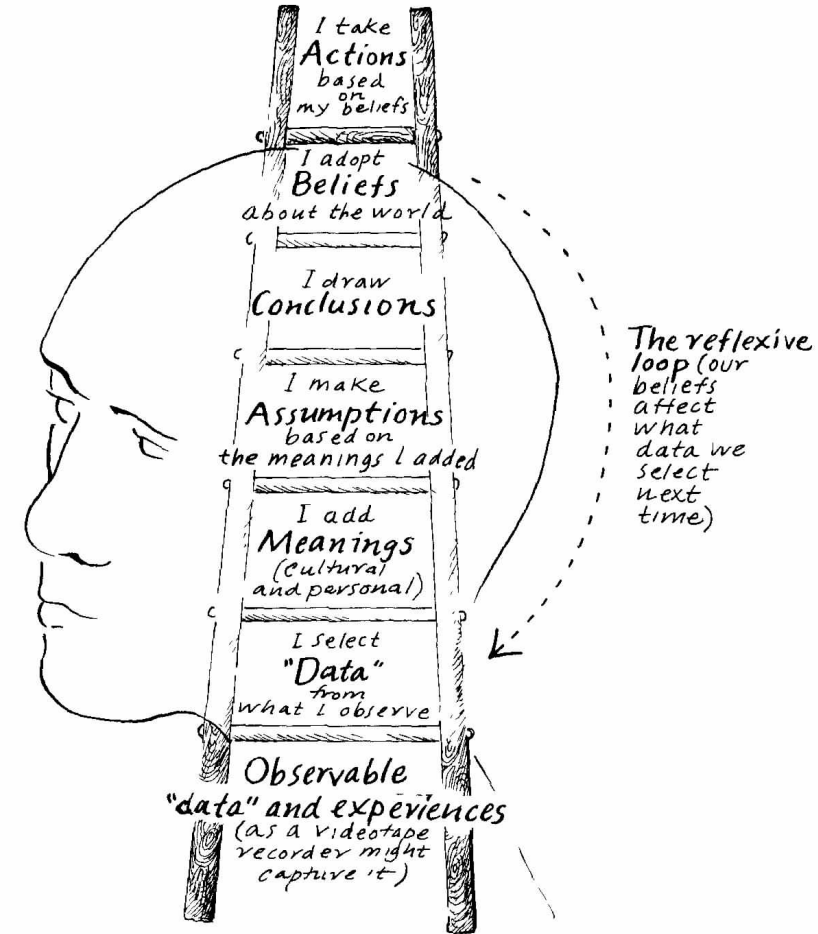 I take
Actions
based
on
my beliefs
I adopt
Beliefs
about the world
I draw
Conclusions
I make
Assumptions
based on
the meanings I added
I add
Meanings
(cultural
and personal)
I select
"Data"
from
what I observe
Observable
"data" and experiences
(as a videotape
recorder might
capture it)
The reflexive
loop (our
beliefs
affect
what
data we
select
next
time)